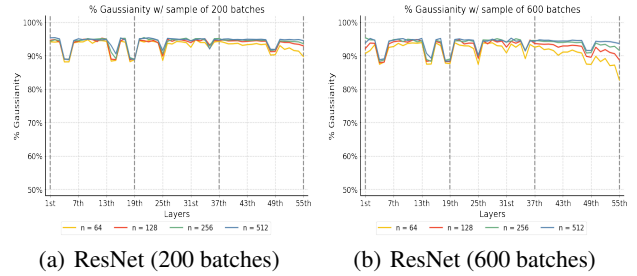 % Gaussianity w/ sample of 200 batches
100%
90%
80%
70%
60%
50%
% Gaussianity
1st 7th 13th 19th 25th 31st 37th 43th 49th 55th
Layers
n = 64 n = 128 n = 256 n = 512
(a) ResNet (200 batches)
% Gaussianity w/ sample of 600 batches
100%
90%
80%
70%
60%
50%
% Gaussianity
1st 7th 13th 19th 25th 31st 37th 43th 49th 55th
Layers
n = 64 n = 128 n = 256 n = 512
(b) ResNet (600 batches)